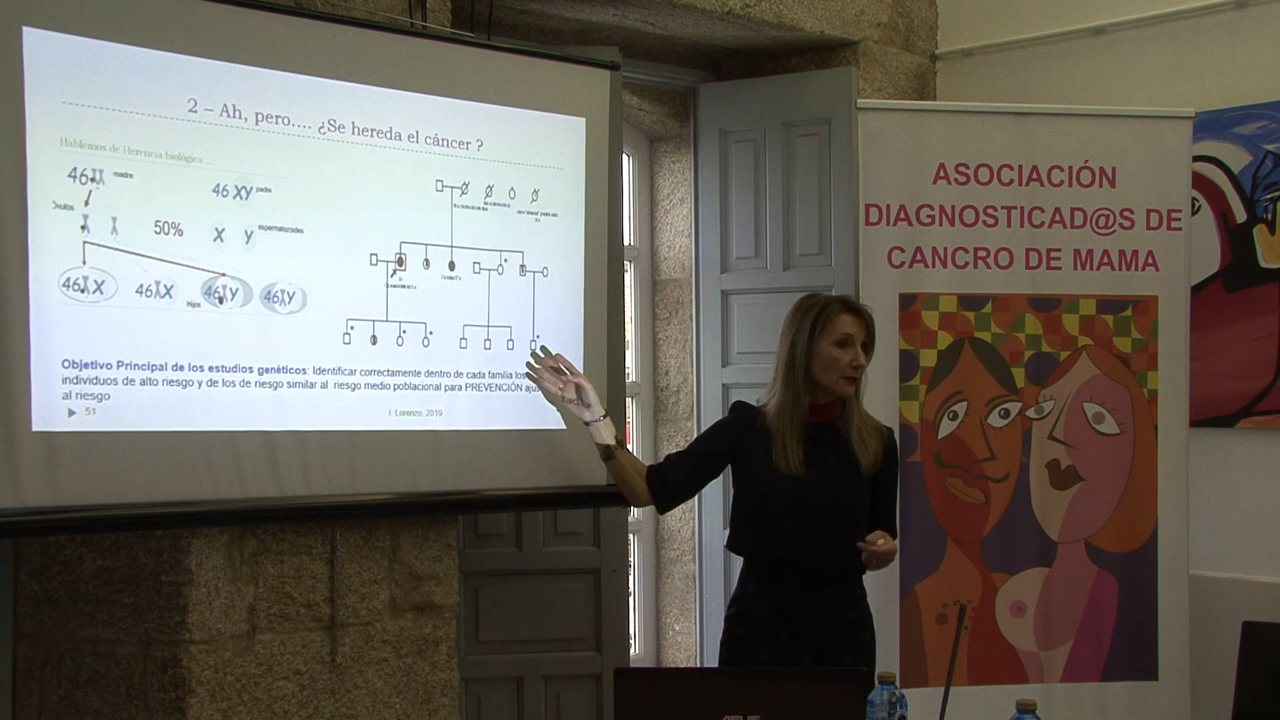 2 – Ah, pero.... ¿Se hereda el cáncer ?
Hablemos de Herencia biológica....
46XX madre
46 XY padre
50%
X Y espermatozoides
46XX
46XX
46XY
46XY
Hijos
Objetivo Principal de los estudios genéticos: Identificar correctamente dentro de cada familia los
individuos de alto riesgo y de los de riesgo similar al riesgo medio poblacional para PREVENCIÓN
al riesgo
51
I. Lorenzo, 2019
ASOCIACIÓN
DIAGNOSTICAD@S DE
CANCRO DE MAMA